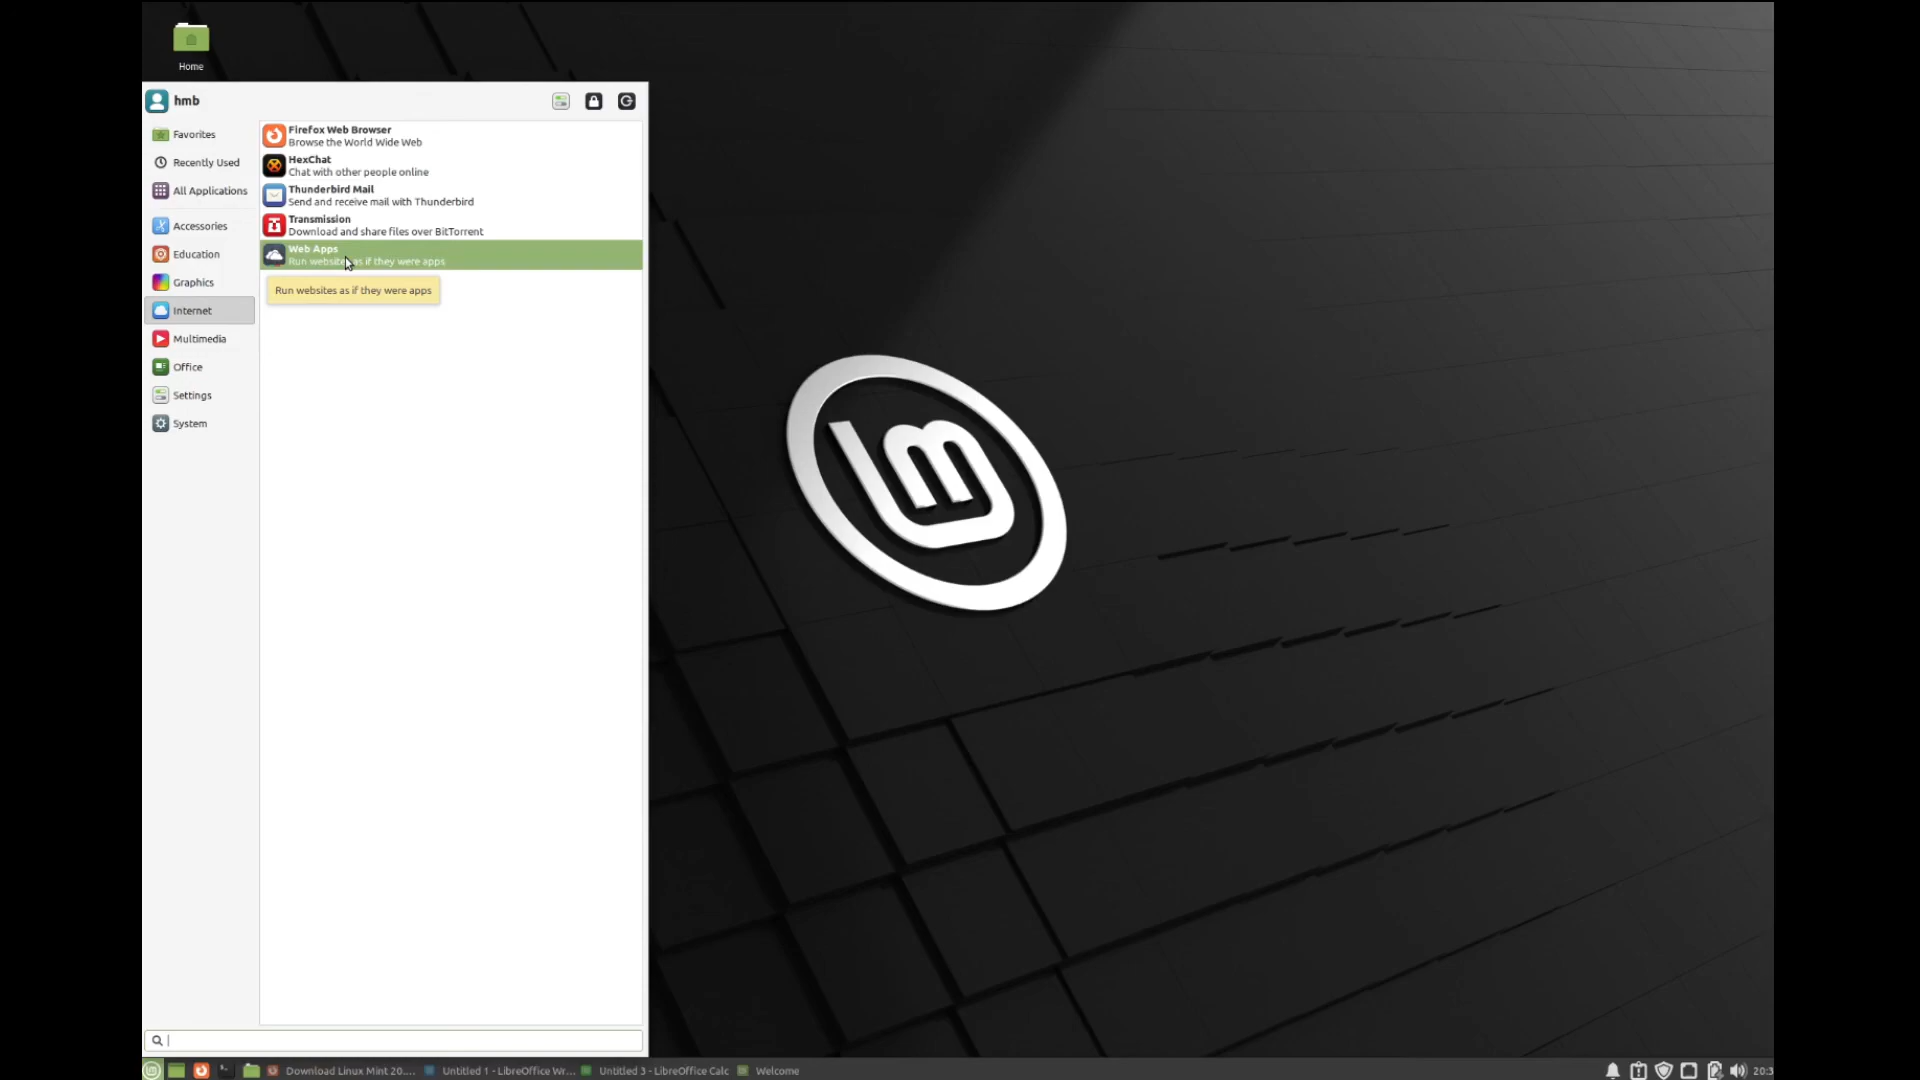 Home
hmb
Favorites
Recently Used
All Applications
Accessories
Education
Graphics
Internet
Multimedia
Office
Settings
System
Firefox Web Browser
Browse the World Wide Web
HexChat
Chat with other people online
Thunderbird Mail
Send and receive mail with Thunderbird
Transmission
Download and share files over BitTorrent
Web Apps
Run websites as if they were apps
Run websites as if they were apps
Download Linux Mint 20....
Untitled 1 - LibreOffice Wr...
Untitled 3 - LibreOffice Calc
Welcome
20:3